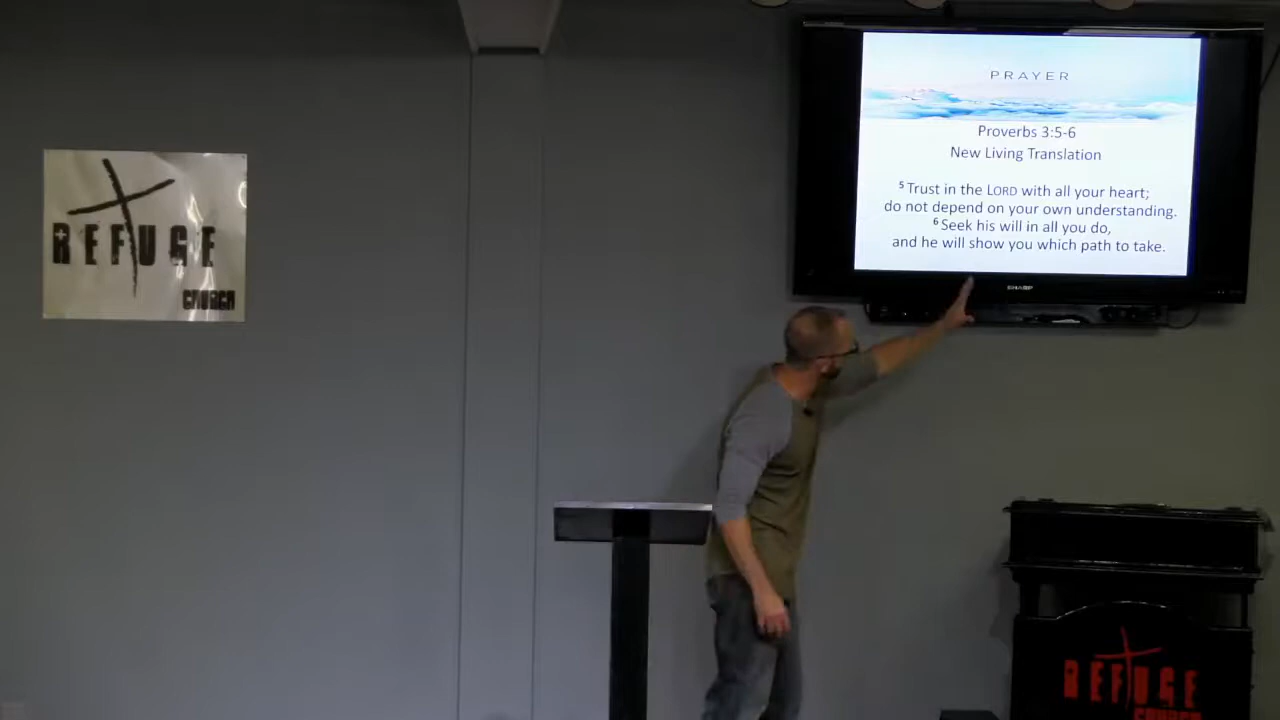 REFUGE
CHURCH
PRAYER
Proverbs 3:5-6
New Living Translation
5 Trust in the LORD with all your heart;
do not depend on your own understanding.
6 Seek his will in all you do,
and he will show you which path to take.
SHARP
REFUGE
CHURCH